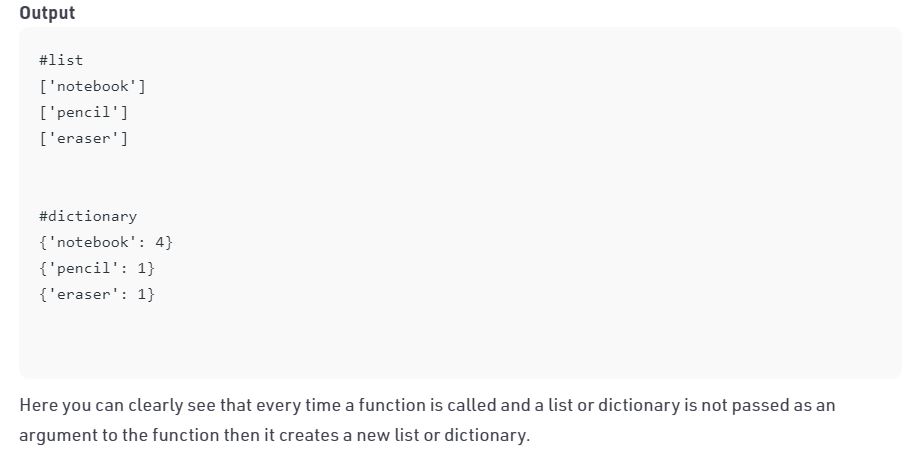 Output
#list
['notebook']
['pencil']
['eraser']
#dictionary
{'notebook': 4}
{'pencil': 1}
{'eraser': 1}
Here you can clearly see that every time a function is called and a list or dictionary is not passed as an
argument to the function then it creates a new list or dictionary.